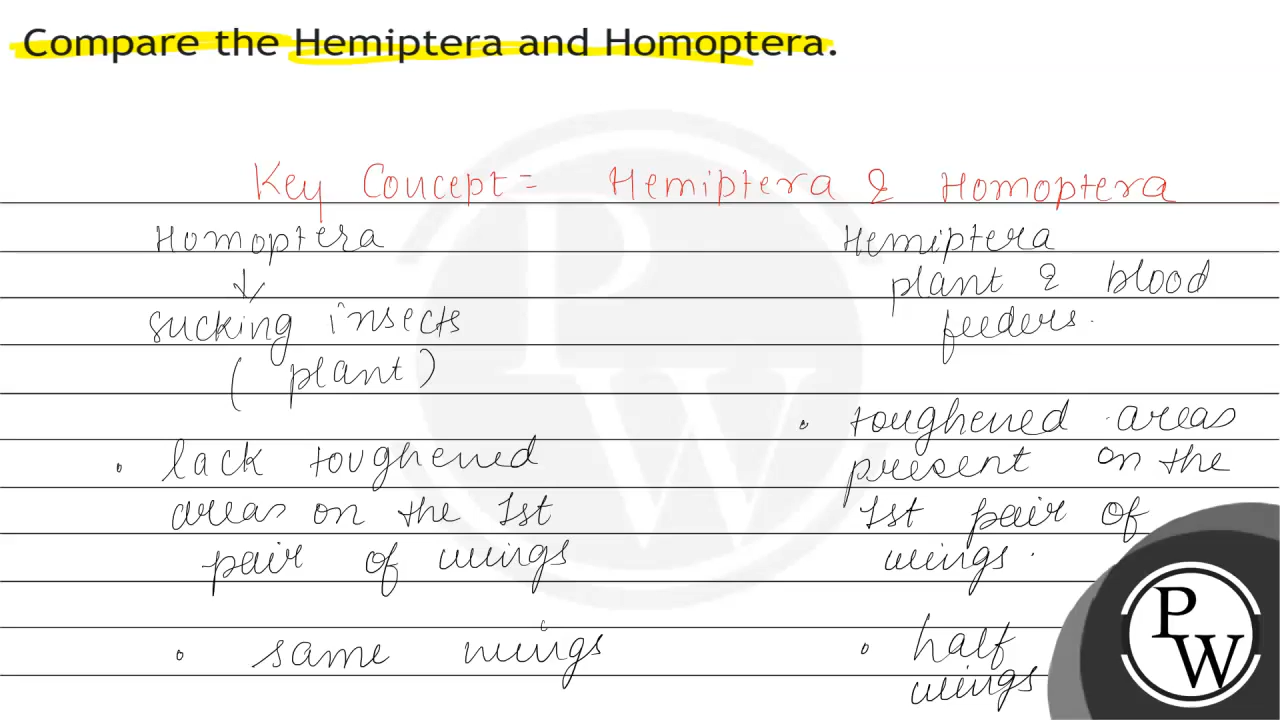 Compare the Hemiptera and Homoptera.
Key Concept = Hemiptera & Homoptera
Homoptera
↓
sucking insects
(plant)
• lack toughened
areas on the 1st
pair of wings
• same wings
Hemiptera
plant & blood
feeders.
• toughened areas
present on the
1st pair of
wings.
• half
wings
PW
PW